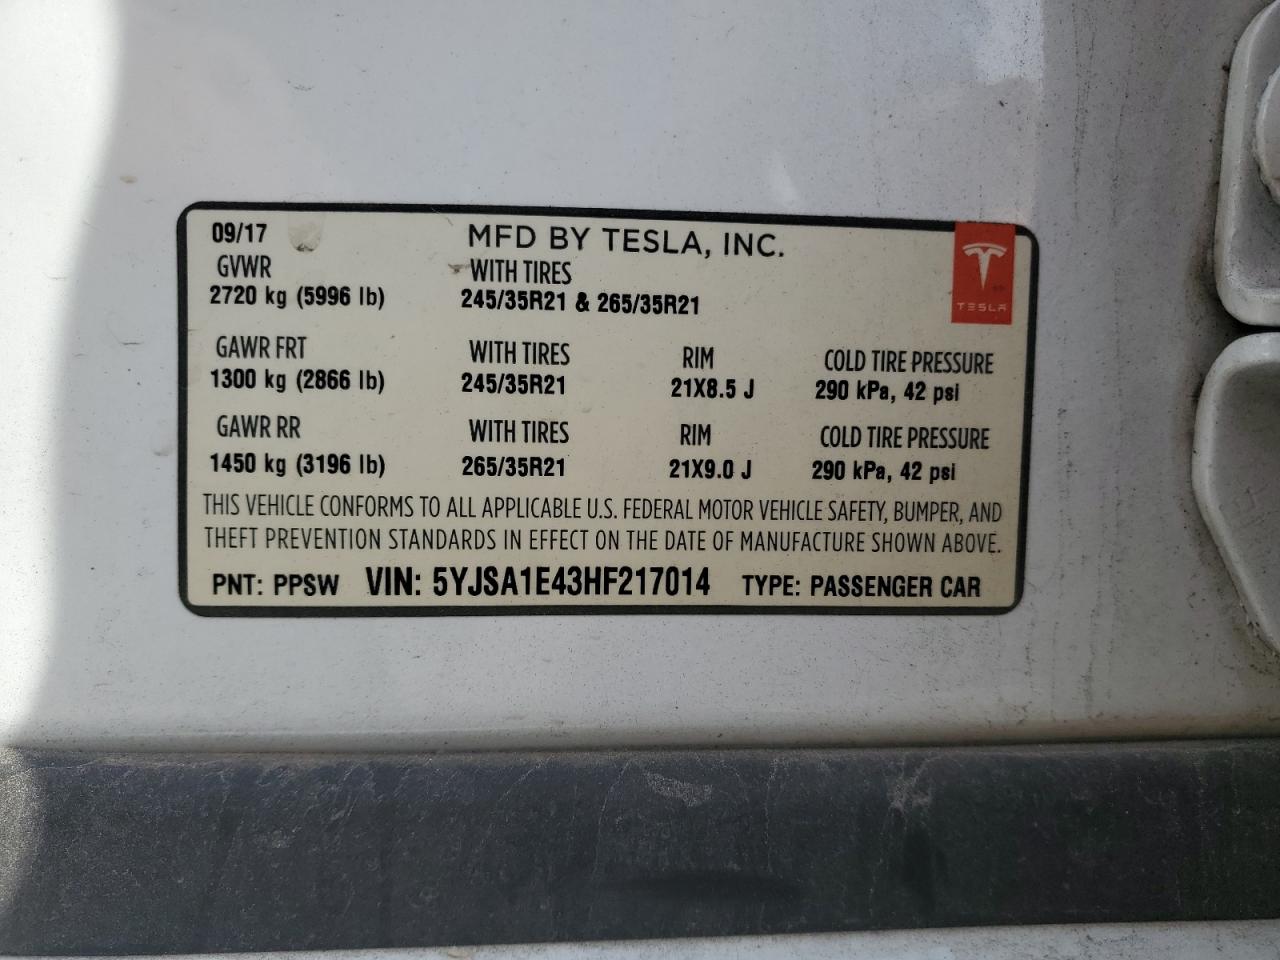 09/17 MFD BY TESLA, INC.
GVWR WITH TIRES
2720 kg (5996 lb) 245/35R21 & 265/35R21
TESLA
GAWR FRT WITH TIRES RIM COLD TIRE PRESSURE
1300 kg (2866 lb) 245/35R21 21X8.5 J 290 kPa, 42 psi
GAWR RR WITH TIRES RIM COLD TIRE PRESSURE
1450 kg (3196 lb) 265/35R21 21X9.0 J 290 kPa, 42 psi
THIS VEHICLE CONFORMS TO ALL APPLICABLE U.S. FEDERAL MOTOR VEHICLE SAFETY, BUMPER, AND
THEFT PREVENTION STANDARDS IN EFFECT ON THE DATE OF MANUFACTURE SHOWN ABOVE.
PNT: PPSW VIN: 5YJSA1E43HF217014 TYPE: PASSENGER CAR